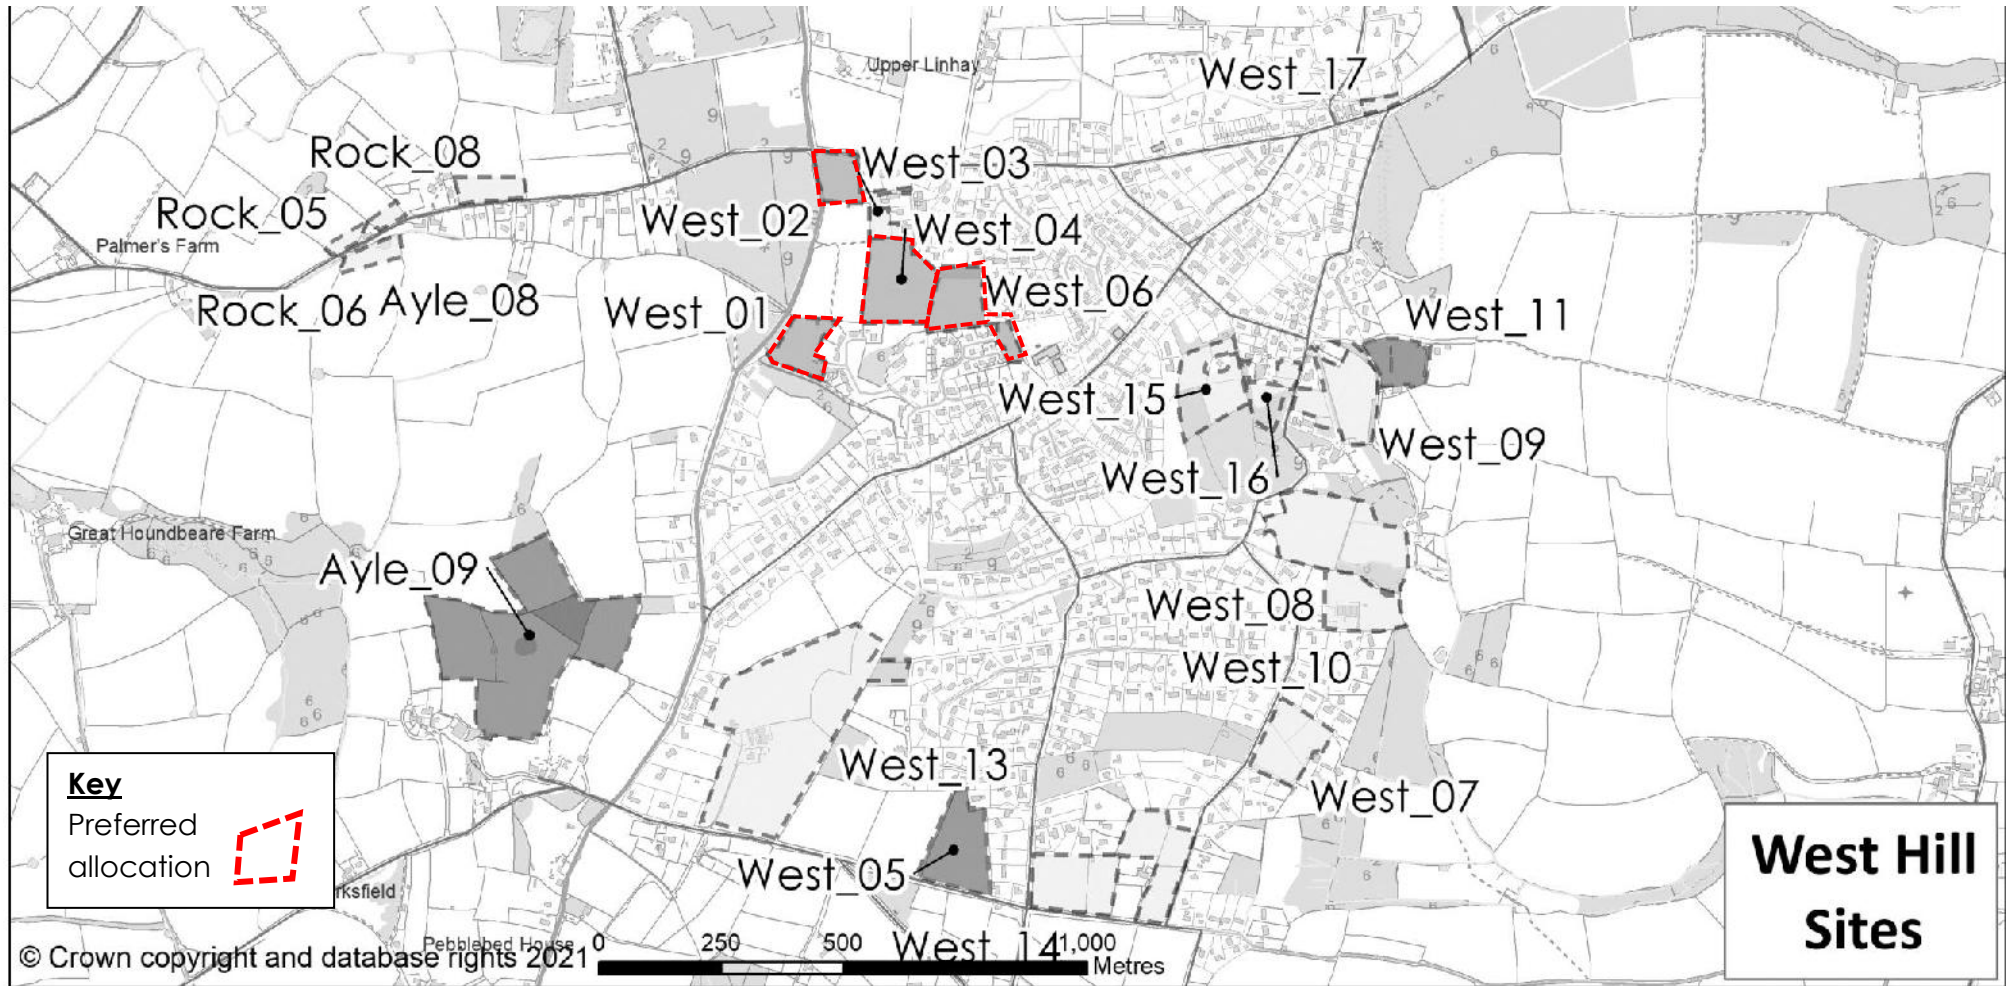 Upper Linhay
West_17
Rock_08
West_03
Rock_05
West_02
West_04
Palmer's Farm
Rock_06
Ayle_08
West_01
West_06
West_11
West_15
West_09
West_16
Great Houndbeare Farm
Ayle_09
West_08
West_10
West_13
West_07
Key
Preferred
allocation
West_05
rksfield
West Hill
Sites
Pebblebed House
West_14
© Crown copyright and database rights 2021
0 250 500 1,000
Metres